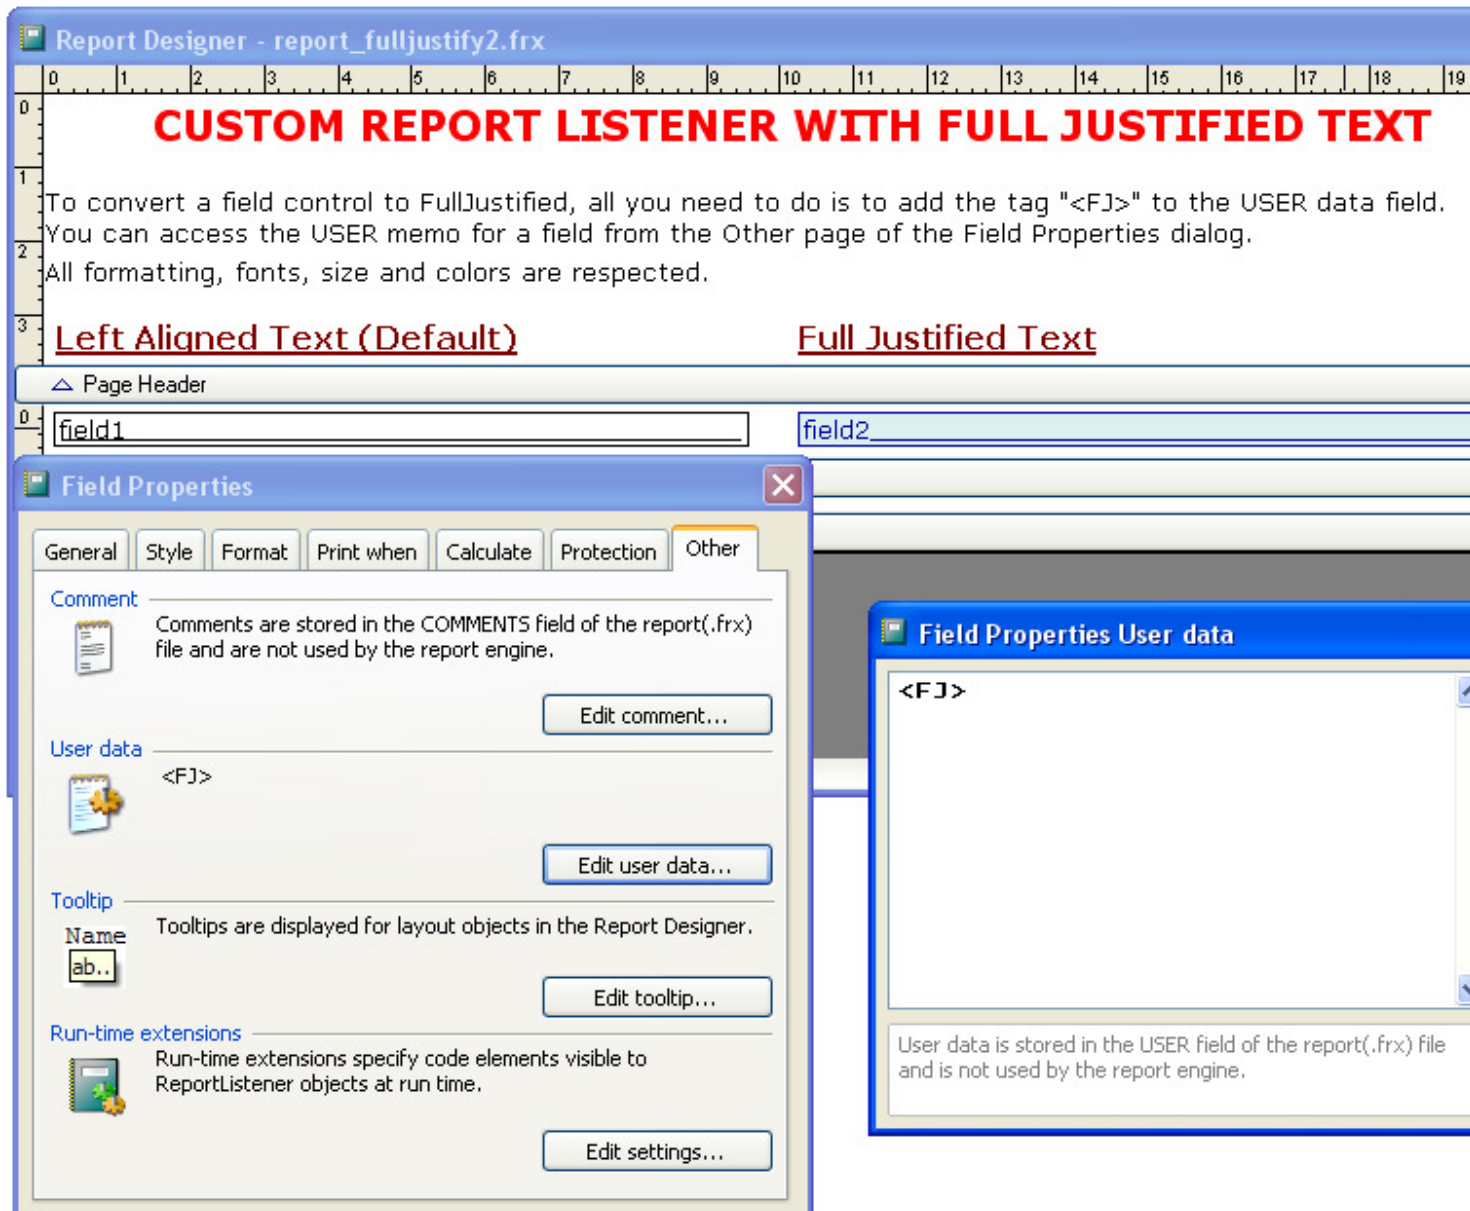 Report Designer - report_fulljustify2.frx
0 1 2 3 4 5 6 7 8 9 10 11 12 13 14 15 16 17 18 19
0
CUSTOM REPORT LISTENER WITH FULL JUSTIFIED TEXT
1
To convert a field control to FullJustified, all you need to do is to add the tag "<FJ>" to the USER data field.
You can access the USER memo for a field from the Other page of the Field Properties dialog.
2
All formatting, fonts, size and colors are respected.
3
Left Aligned Text (Default) Full Justified Text
Page Header
0
field1 field2
Field Properties
General Style Format Print when Calculate Protection Other
Comment
Comments are stored in the COMMENTS field of the report(.frx)
file and are not used by the report engine.
Edit comment...
User data
<FJ>
Edit user data...
Tooltip
Tooltips are displayed for layout objects in the Report Designer.
Name
ab..
Edit tooltip...
Run-time extensions
Run-time extensions specify code elements visible to
ReportListener objects at run time.
Edit settings...
Field Properties User data
<FJ>
User data is stored in the USER field of the report(.frx) file
and is not used by the report engine.